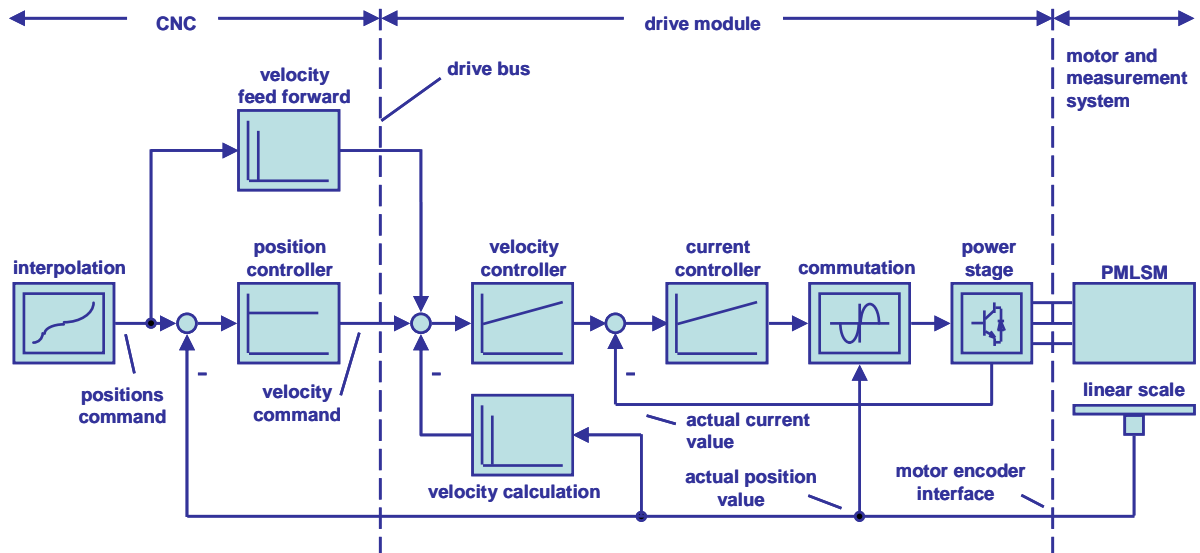 CNC
drive module
motor and
measurement
system
drive bus
velocity
feed forward
interpolation
position
controller
velocity
controller
current
controller
commutation
power
stage
PMLSM
positions
command
-
velocity
command
-
-
actual current
value
linear scale
velocity calculation
actual position
value
motor encoder
interface